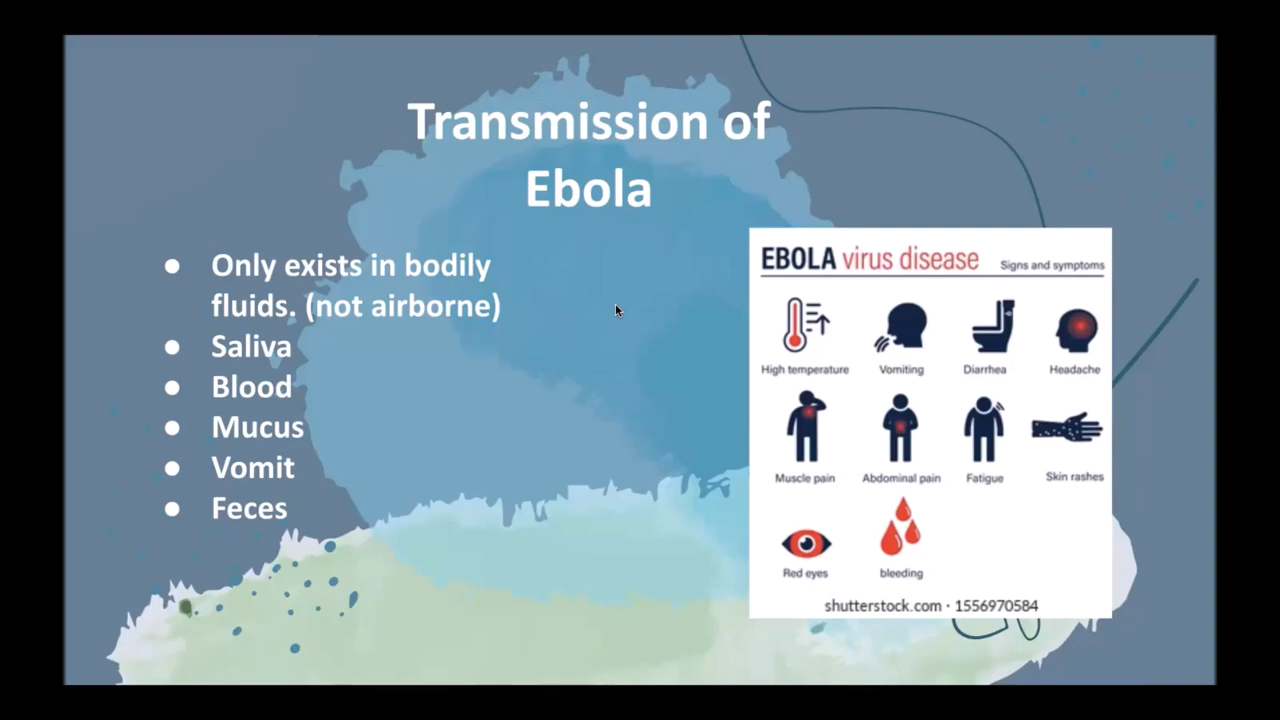 Transmission of
Ebola
● Only exists in bodily
fluids. (not airborne)
● Saliva
● Blood
● Mucus
● Vomit
● Feces
EBOLA virus disease Signs and symptoms
High temperature Vomiting Diarrhea Headache
Muscle pain Abdominal pain Fatigue Skin rashes
Red eyes bleeding
shutterstock.com · 1556970584